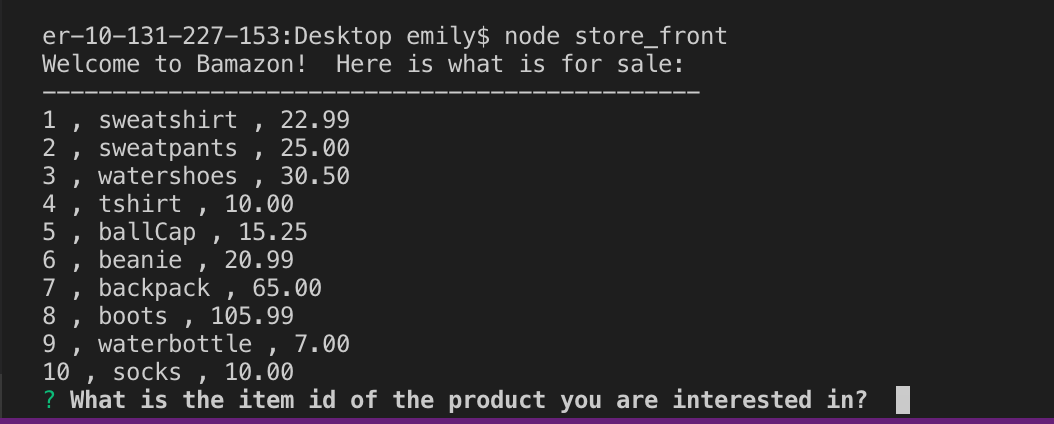 er-10-131-227-153:Desktop emily$ node store_front
Welcome to Bamazon!  Here is what is for sale:
-----------------------------------------------
1 , sweatshirt , 22.99
2 , sweatpants , 25.00
3 , watershoes , 30.50
4 , tshirt , 10.00
5 , ballCap , 15.25
6 , beanie , 20.99
7 , backpack , 65.00
8 , boots , 105.99
9 , waterbottle , 7.00
10 , socks , 10.00
? What is the item id of the product you are interested in?